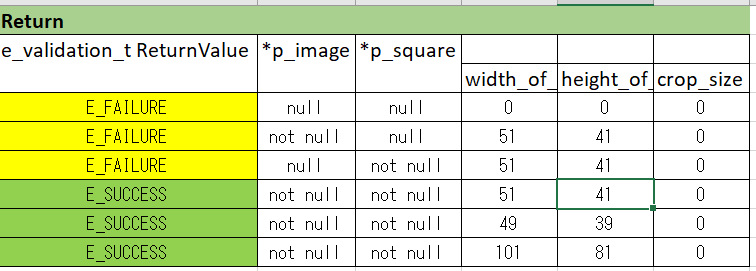 Return
e_validation_t ReturnValue *p_image *p_square
width_of_ height_of_ crop_size
E_FAILURE null null 0 0 0
E_FAILURE not null null 51 41 0
E_FAILURE null not null 51 41 0
E_SUCCESS not null not null 51 41 0
E_SUCCESS not null not null 49 39 0
E_SUCCESS not null not null 101 81 0